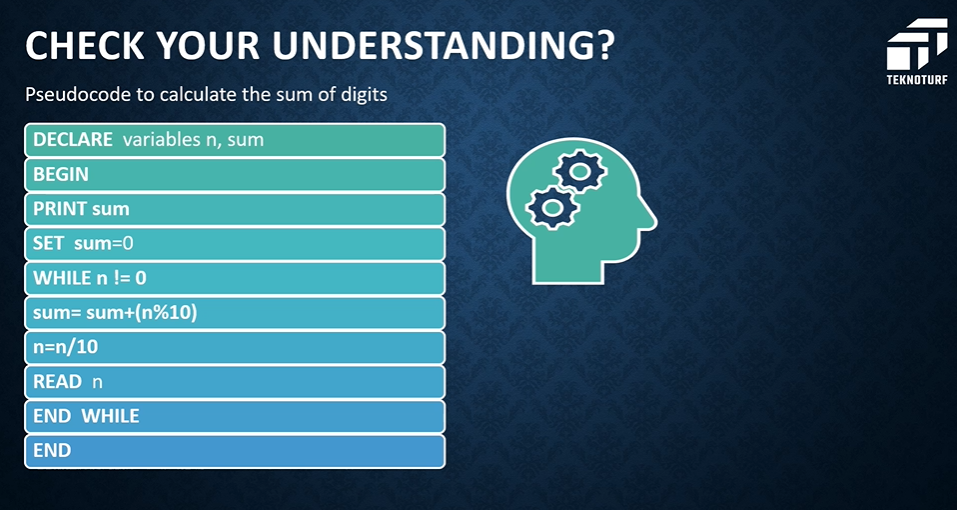 CHECK YOUR UNDERSTANDING?
TEKNOTURF
Pseudocode to calculate the sum of digits
DECLARE variables n, sum
BEGIN
PRINT sum
SET sum=0
WHILE n != 0
sum= sum+(n%10)
n=n/10
READ n
END WHILE
END